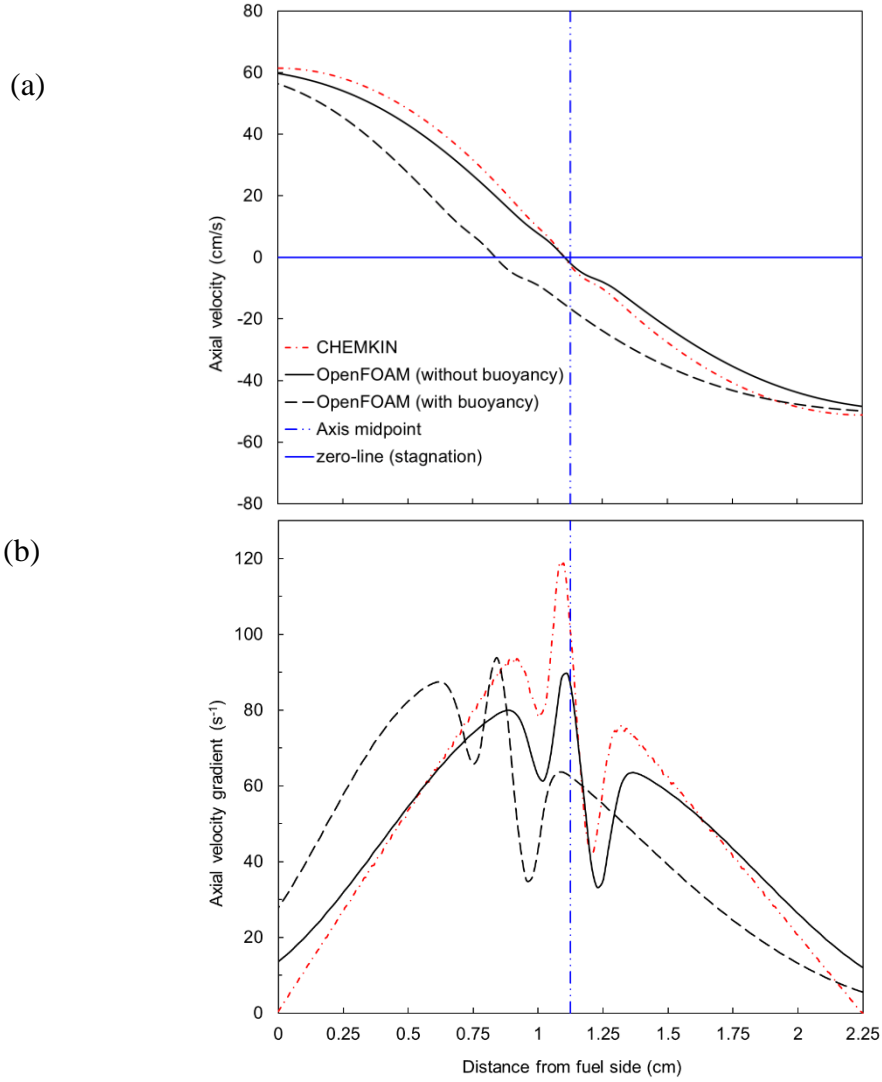 (a)
80
60
40
20
0
-20
-40
-60
-80
Axial velocity (cm/s)
CHEMKIN
OpenFOAM (without buoyancy)
OpenFOAM (with buoyancy)
Axis midpoint
zero-line (stagnation)
(b)
120
100
80
60
40
20
0
Axial velocity gradient (s⁻¹)
0 0.25 0.5 0.75 1 1.25 1.5 1.75 2 2.25
Distance from fuel side (cm)